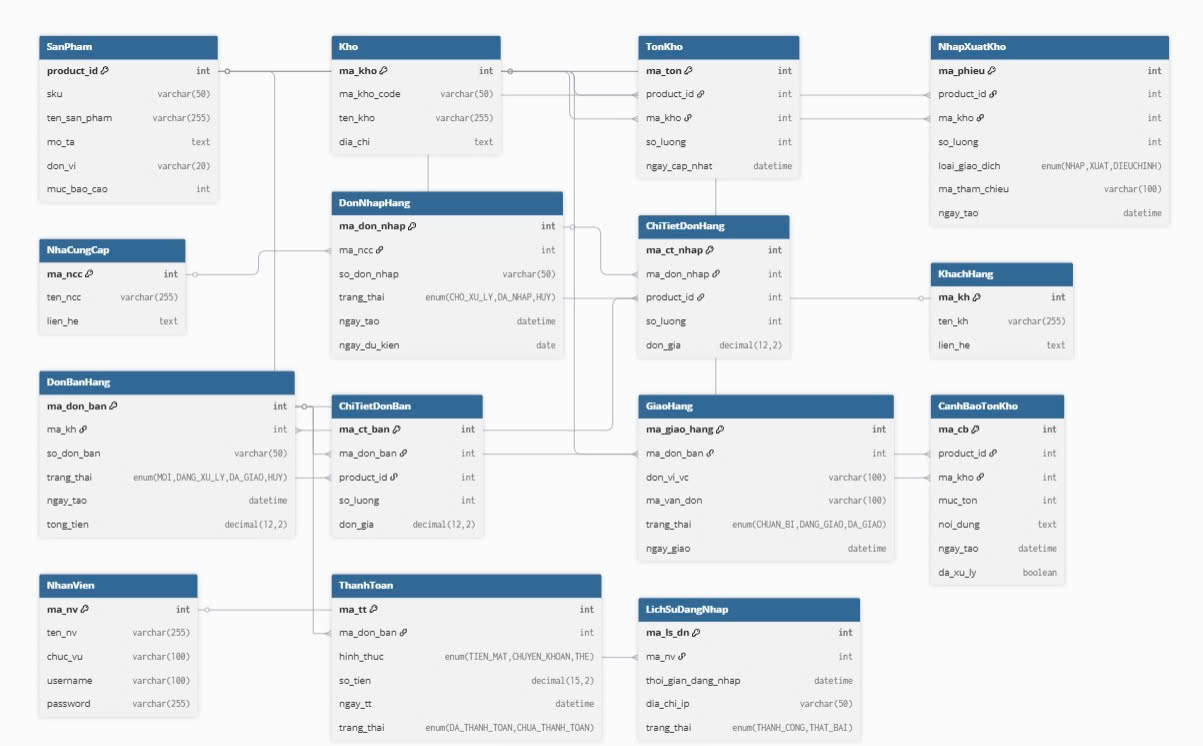 SanPham
product_id int
sku varchar(50)
ten_san_pham varchar(255)
mo_ta text
don_vi varchar(20)
muc_bao_cao int
Kho
ma_kho int
ma_kho_code varchar(50)
ten_kho varchar(255)
dia_chi text
TonKho
ma_ton int
product_id int
ma_kho int
so_luong int
ngay_cap_nhat datetime
NhapXuatKho
ma_phieu int
product_id int
ma_kho int
so_luong int
loai_giao_dich enum(NHAP,XUAT,DIEUCHINH)
ma_tham_chieu varchar(100)
ngay_tao datetime
NhaCungCap
ma_ncc int
ten_ncc varchar(255)
lien_he text
DonNhapHang
ma_don_nhap int
ma_ncc int
so_don_nhap varchar(50)
trang_thai enum(CHO_XU_LY,DA_NHAP,HUY)
ngay_tao datetime
ngay_du_kien date
ChiTietDonHang
ma_ct_nhap int
ma_don_nhap int
product_id int
so_luong int
don_gia decimal(12,2)
KhachHang
ma_kh int
ten_kh varchar(255)
lien_he text
DonBanHang
ma_don_ban int
ma_kh int
so_don_ban varchar(50)
trang_thai enum(MOI,DANG_XU_LY,DA_GIAO,HUY)
ngay_tao datetime
tong_tien decimal(12,2)
ChiTietDonBan
ma_ct_ban int
ma_don_ban int
product_id int
so_luong int
don_gia decimal(12,2)
GiaoHang
ma_giao_hang int
ma_don_ban int
don_vi_vc varchar(100)
ma_van_don varchar(100)
trang_thai enum(CHUAN_BI,DANG_GIAO,DA_GIAO)
ngay_giao datetime
CanhBaoTonKho
ma_cb int
product_id int
ma_kho int
muc_ton int
noi_dung text
ngay_tao datetime
da_xu_ly boolean
NhanVien
ma_nv int
ten_nv varchar(255)
chuc_vu varchar(100)
username varchar(100)
password varchar(255)
ThanhToan
ma_tt int
ma_don_ban int
hinh_thuc enum(TIEN_MAT,CHUYEN_KHOAN,THE)
so_tien decimal(15,2)
ngay_tt datetime
trang_thai enum(DA_THANH_TOAN,CHUA_THANH_TOAN)
LichSuDangNhap
ma_ls_dn int
ma_nv int
thoi_gian_dang_nhap datetime
dia_chi_ip varchar(50)
trang_thai enum(THANH_CONG,THAT_BAI)